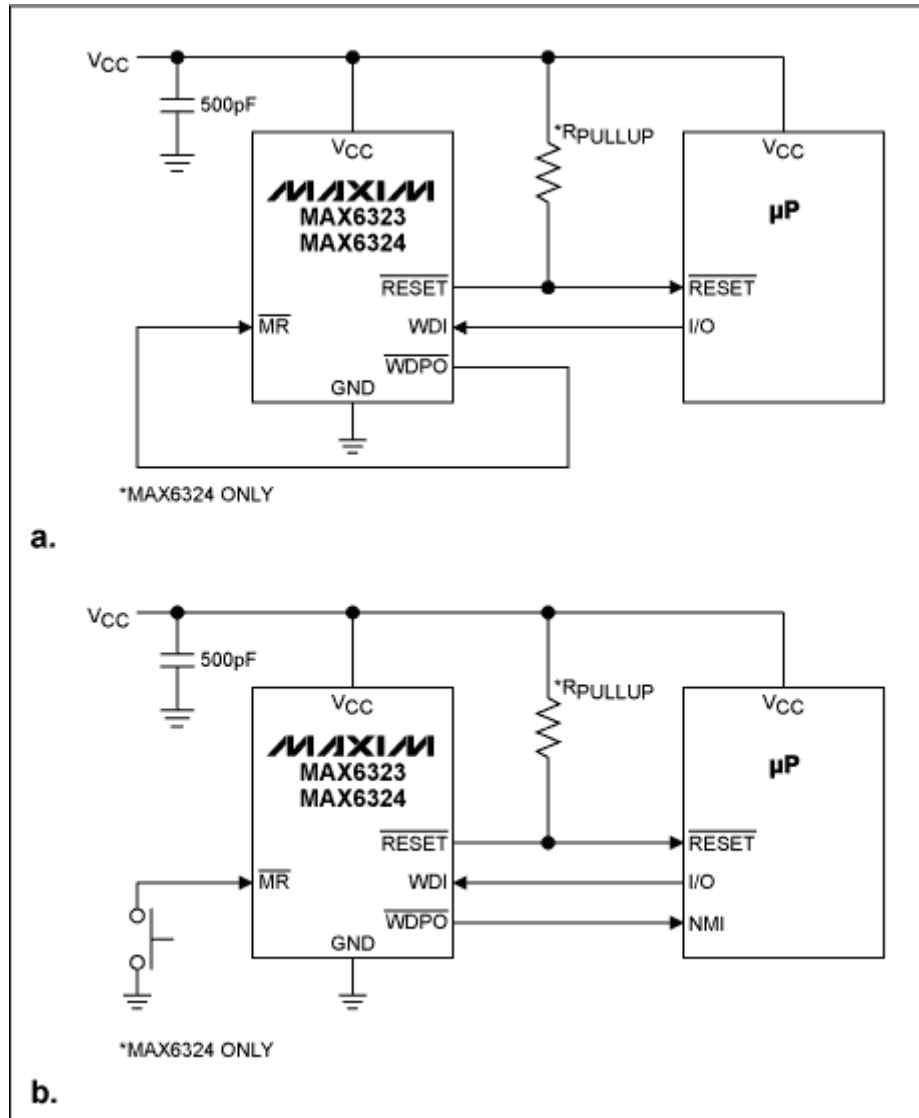 VCC
500pF
*RPULLUP
VCC
MAXIM
MAX6323
MAX6324
VCC
µP
RESET
RESET
MR
WDI
I/O
WDPO
GND
*MAX6324 ONLY
a.
VCC
500pF
*RPULLUP
VCC
MAXIM
MAX6323
MAX6324
VCC
µP
RESET
RESET
MR
WDI
I/O
WDPO
NMI
GND
*MAX6324 ONLY
b.